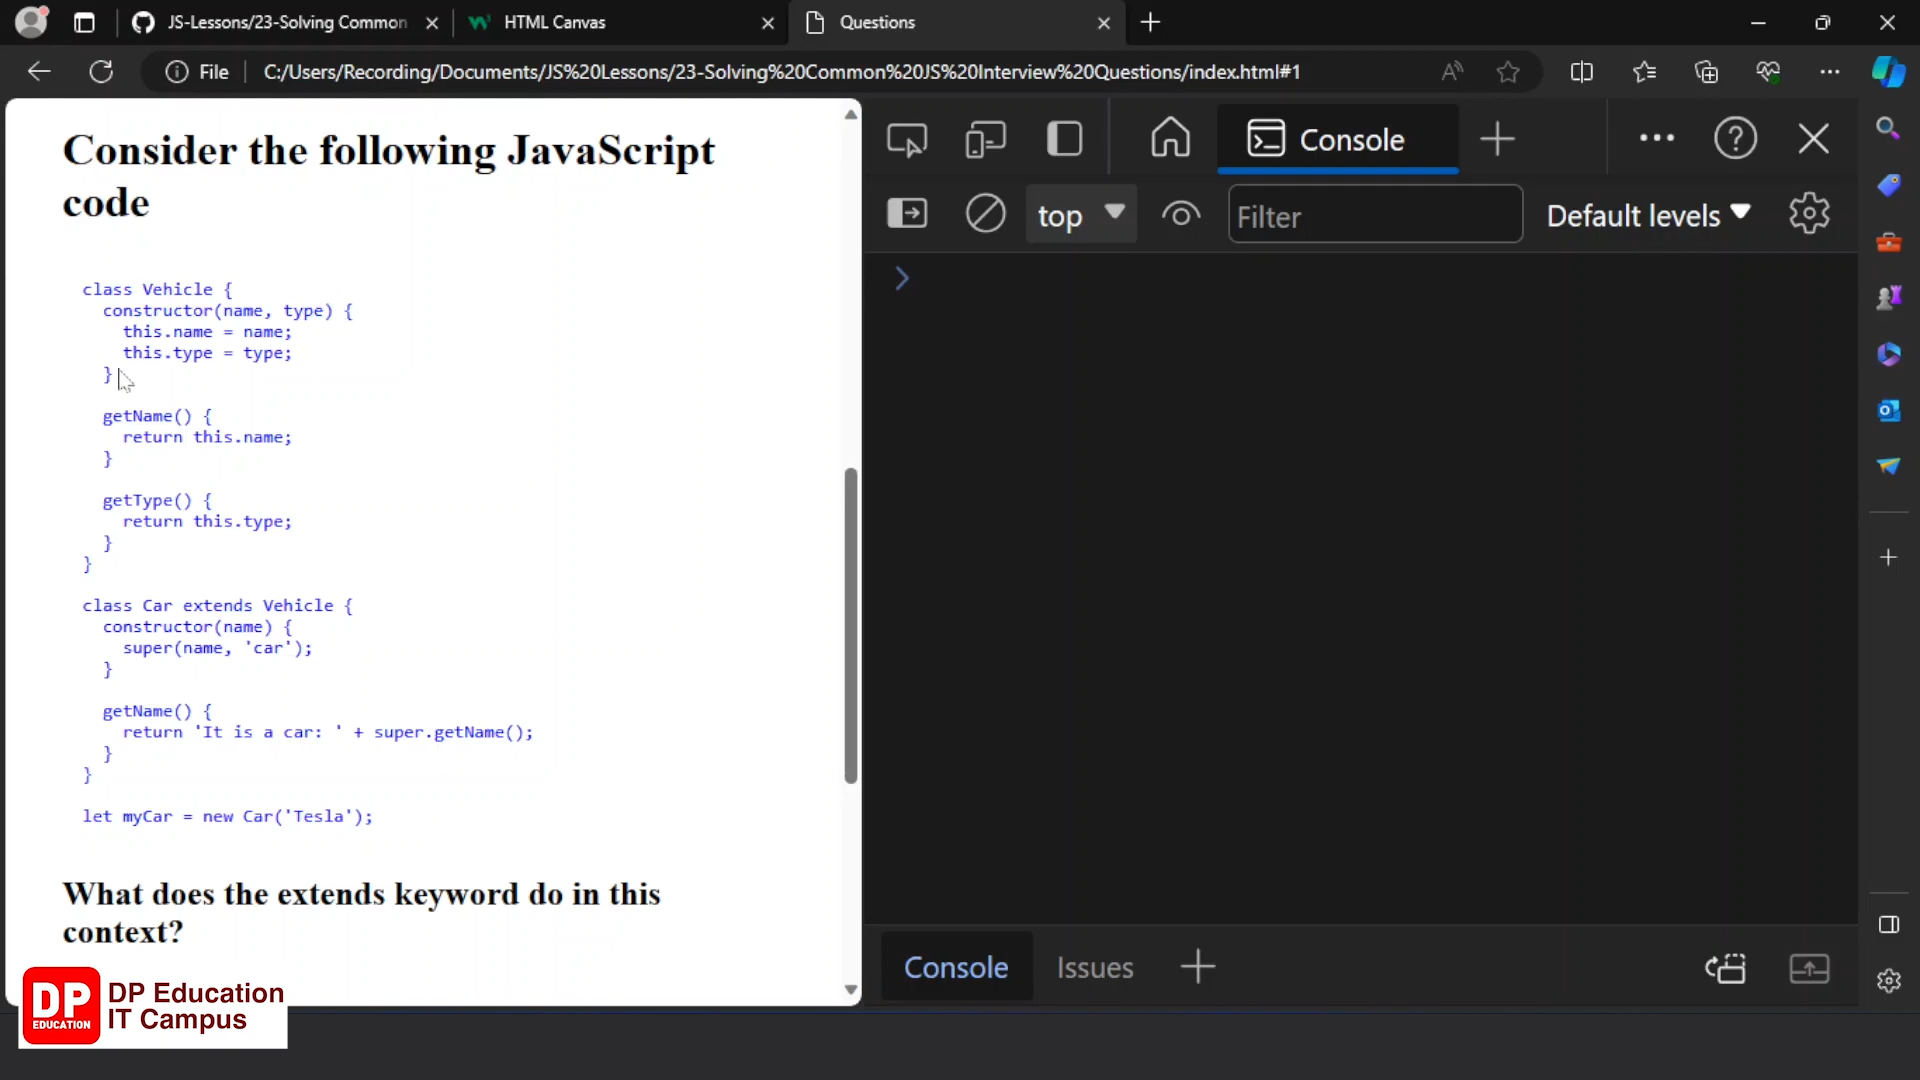 JS-Lessons/23-Solving Common
HTML Canvas
Questions
File
C:/Users/Recording/Documents/JS%20Lessons/23-Solving%20Common%20JS%20Interview%20Questions/index.html#1
Consider the following JavaScript
code
class Vehicle {
constructor(name, type) {
this.name = name;
this.type = type;
}
getName() {
return this.name;
}
getType() {
return this.type;
}
}
class Car extends Vehicle {
constructor(name) {
super(name, 'car');
}
getName() {
return 'It is a car: ' + super.getName();
}
}
let myCar = new Car('Tesla');
What does the extends keyword do in this
context?
Console
top
Filter
Default levels
Console
Issues
DP
EDUCATION
DP Education
IT Campus